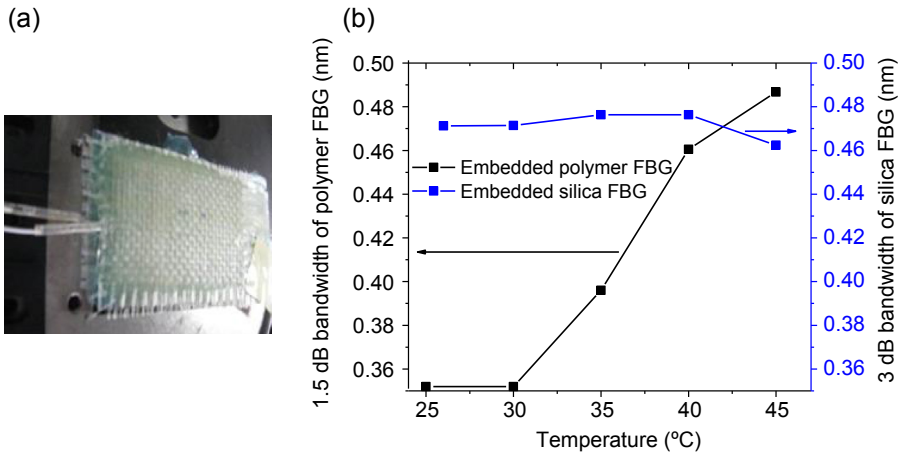 (a)
(b)
1.5 dB bandwidth of polymer FBG (nm)
0.50
0.48
0.46
0.44
0.42
0.40
0.38
0.36
Embedded polymer FBG
Embedded silica FBG
0.50
0.48
0.46
0.44
0.42
0.40
0.38
0.36
3 dB bandwidth of silica FBG (nm)
25 30 35 40 45
Temperature (ºC)